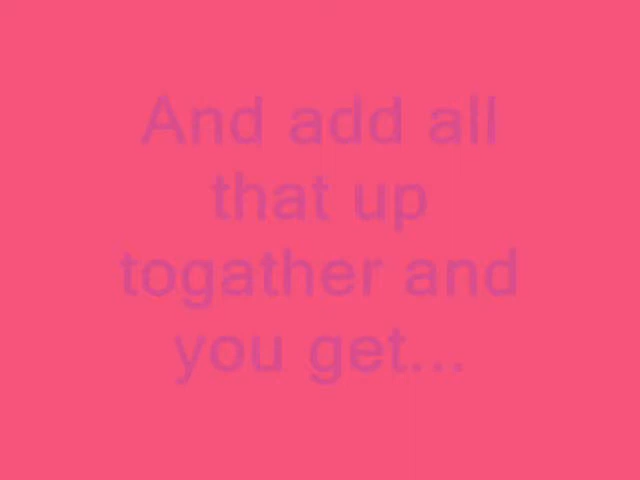 And add all
that up
togather and
you get...